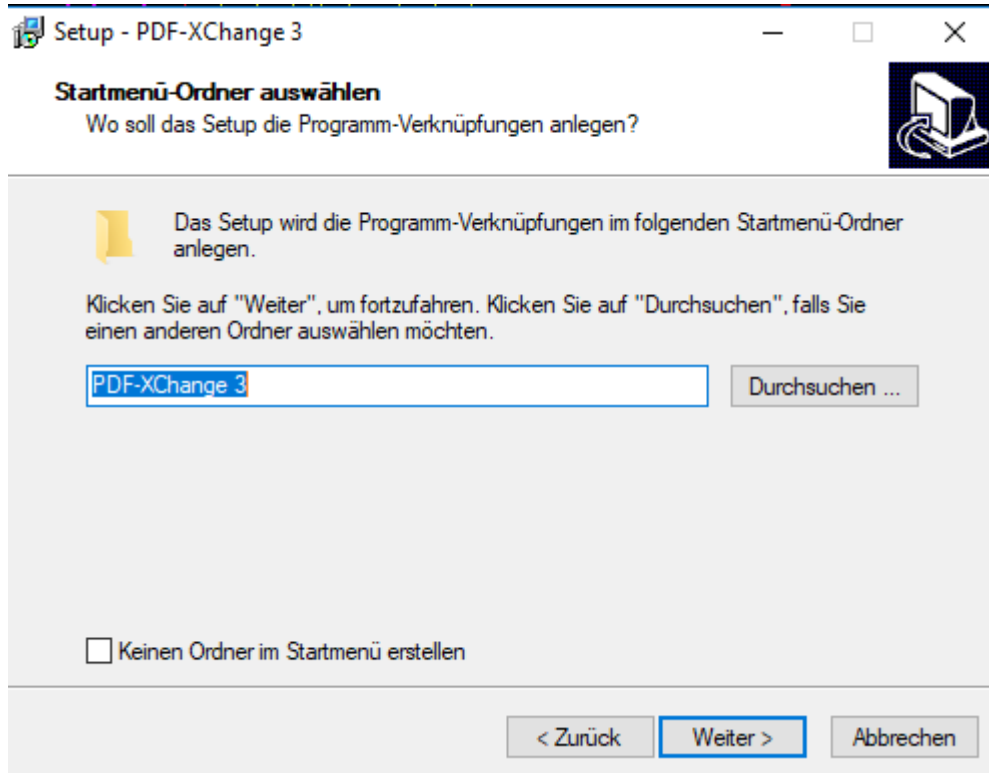 Setup - PDF-XChange 3
Startmenü-Ordner auswählen
Wo soll das Setup die Programm-Verknüpfungen anlegen?
Das Setup wird die Programm-Verknüpfungen im folgenden Startmenü-Ordner
anlegen.
Klicken Sie auf "Weiter", um fortzufahren. Klicken Sie auf "Durchsuchen", falls Sie
einen anderen Ordner auswählen möchten.
PDF-XChange 3
Durchsuchen ...
Keinen Ordner im Startmenü erstellen
< Zurück
Weiter >
Abbrechen